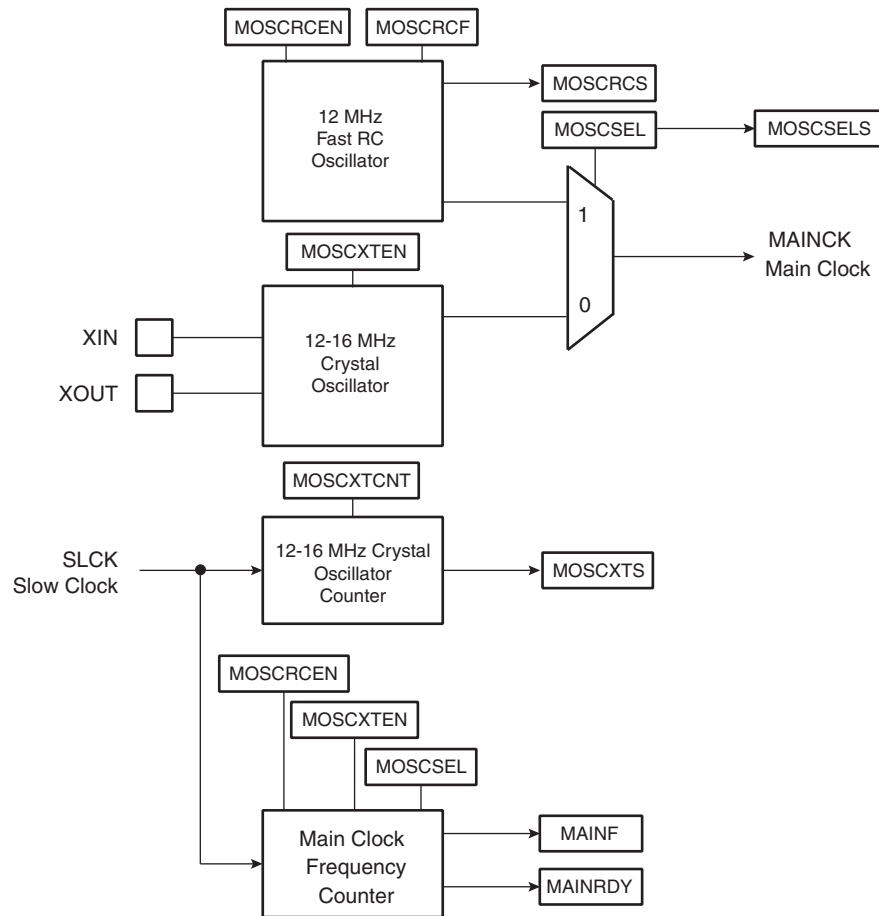 MOSCRCEN
MOSCRCF
12 MHz
Fast RC
Oscillator
MOSCRCS
MOSCSEL
MOSCSELS
1
0
MAINCK
Main Clock
MOSCXTEN
XIN
XOUT
12-16 MHz
Crystal
Oscillator
MOSCXTCNT
SLCK
Slow Clock
12-16 MHz Crystal
Oscillator
Counter
MOSCXTS
MOSCRCEN
MOSCXTEN
MOSCSEL
Main Clock
Frequency
Counter
MAINF
MAINRDY